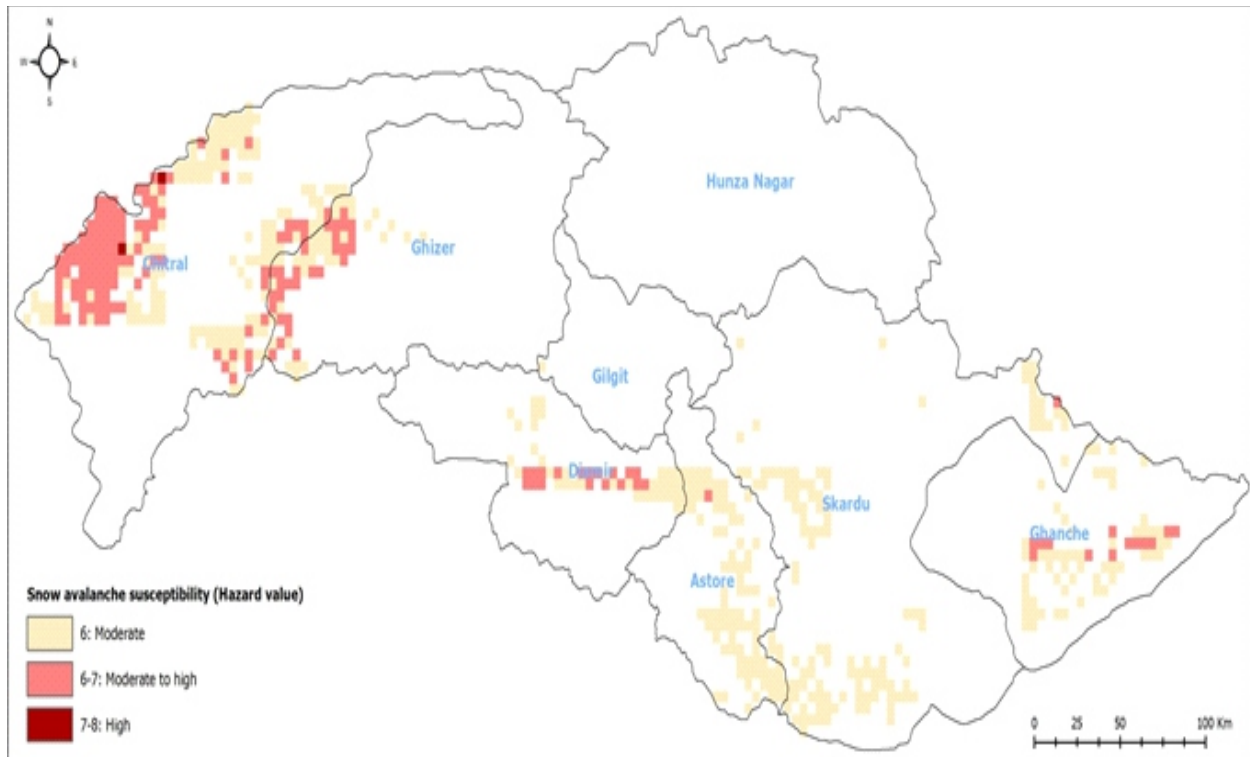 N
W
6
S
Hunza Nagar
Chitral
Ghizer
Gilgit
Skardu
Ghanche
Astore
Snow avalanche susceptibility (Hazard value)
6: Moderate
6-7: Moderate to high
7-8: High
0 25 50 100 Km